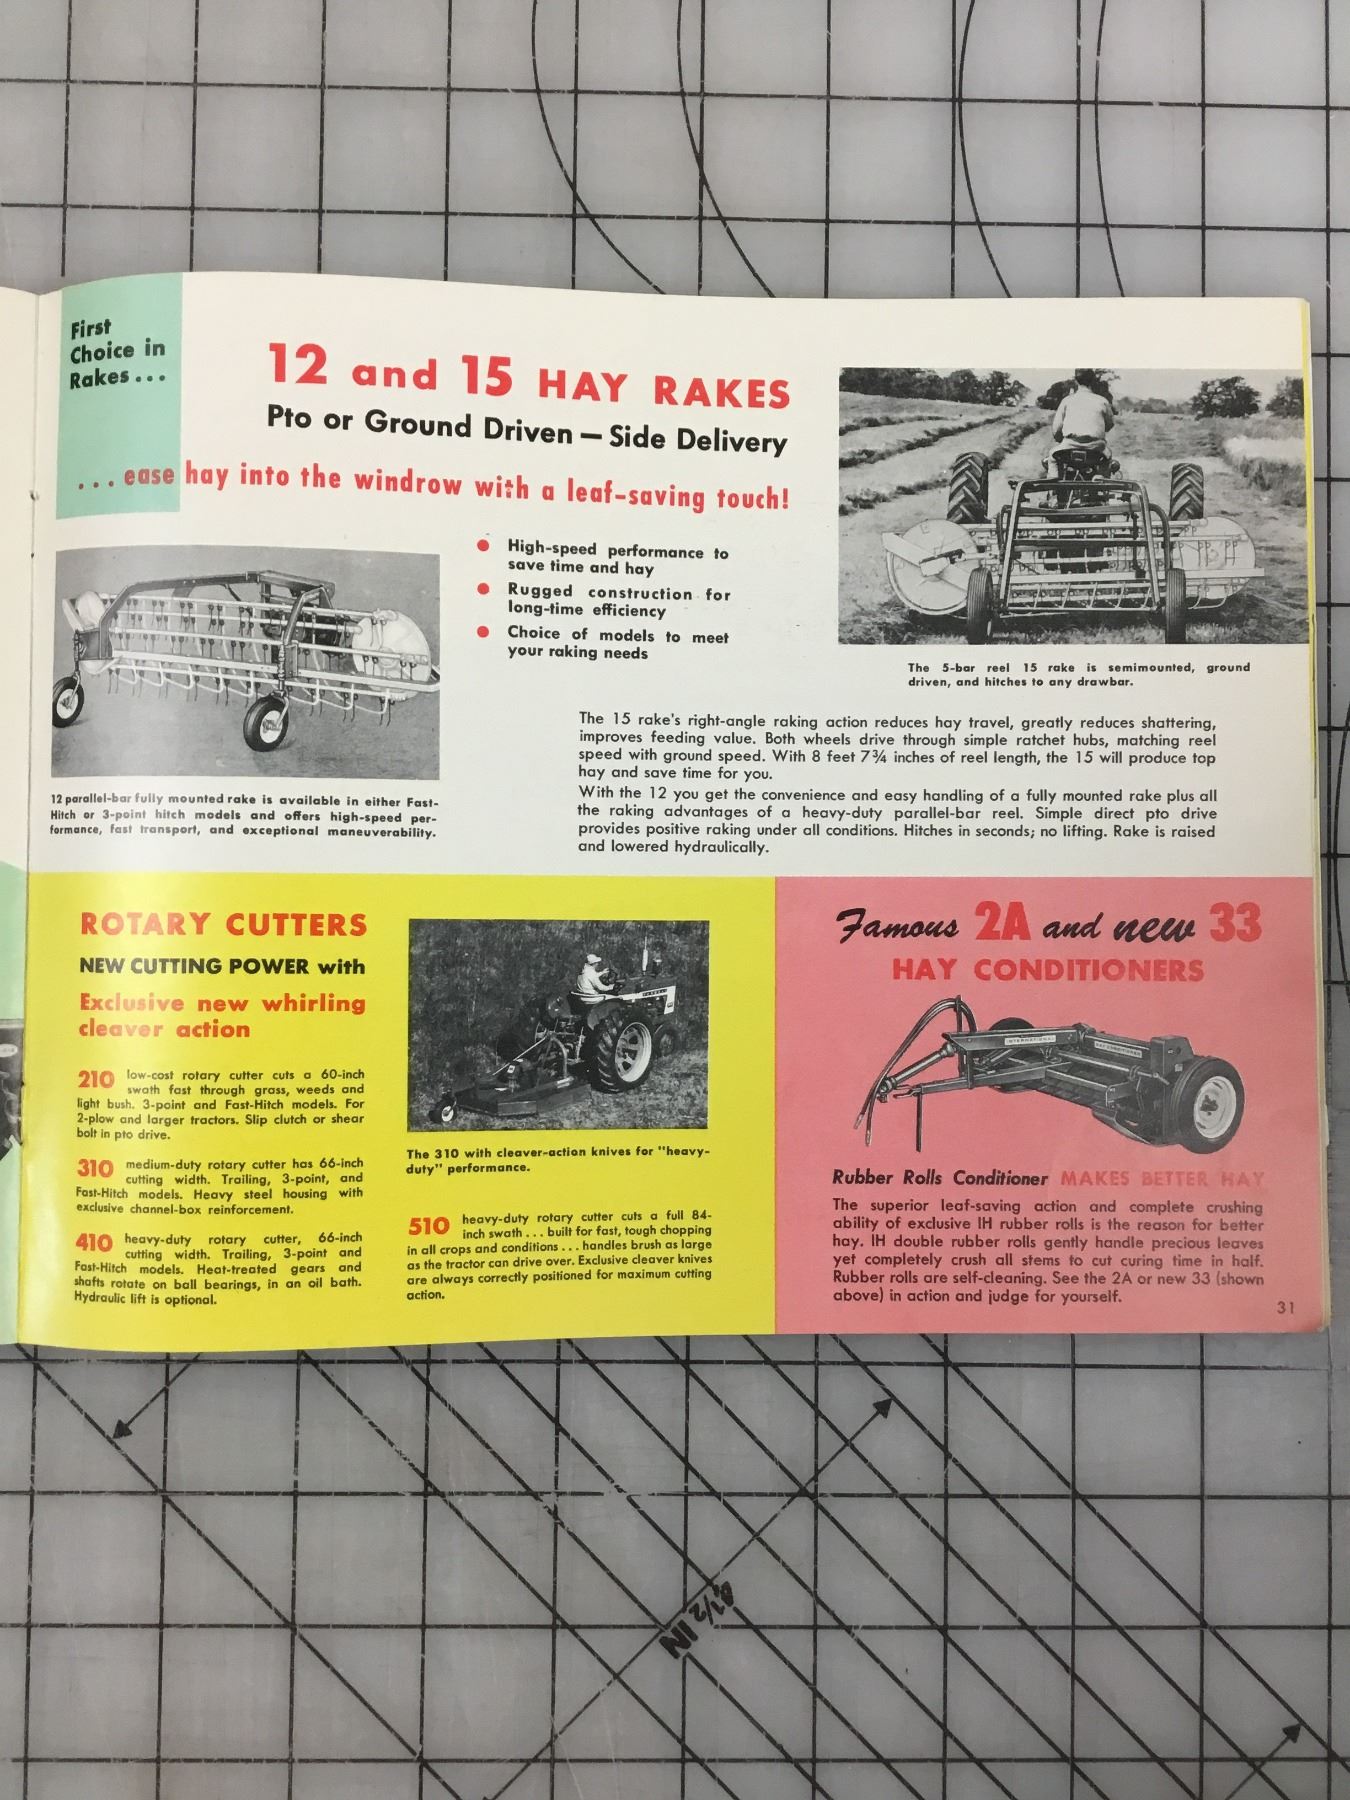 First
Choice in
Rakes...
12 and 15 HAY RAKES
Pto or Ground Driven — Side Delivery
...ease hay into the windrow with a leaf-saving touch!
● High-speed performance to
save time and hay
● Rugged construction for
long-time efficiency
● Choice of models to meet
your raking needs
The 5-bar reel 15 rake is semimounted, ground
driven, and hitches to any drawbar.
12 parallel-bar fully mounted rake is available in either Fast-
Hitch or 3-point hitch models and offers high-speed per-
formance, fast transport, and exceptional maneuverability.
The 15 rake's right-angle raking action reduces hay travel, greatly reduces shattering,
improves feeding value. Both wheels drive through simple ratchet hubs, matching reel
speed with ground speed. With 8 feet 7¾ inches of reel length, the 15 will produce top
hay and save time for you.
With the 12 you get the convenience and easy handling of a fully mounted rake plus all
the raking advantages of a heavy-duty parallel-bar reel. Simple direct pto drive
provides positive raking under all conditions. Hitches in seconds; no lifting. Rake is raised
and lowered hydraulically.
ROTARY CUTTERS
NEW CUTTING POWER with
Exclusive new whirling
cleaver action
210 low-cost rotary cutter cuts a 60-inch
swath fast through grass, weeds and
light bush. 3-point and Fast-Hitch models. For
2-plow and larger tractors. Slip clutch or shear
bolt in pto drive.
310 medium-duty rotary cutter has 66-inch
cutting width. Trailing, 3-point, and
Fast-Hitch models. Heavy steel housing with
exclusive channel-box reinforcement.
410 heavy-duty rotary cutter, 66-inch
cutting width. Trailing, 3-point and
Fast-Hitch models. Heat-treated gears and
shafts rotate on ball bearings, in an oil bath.
Hydraulic lift is optional.
FARMALL
The 310 with cleaver-action knives for "heavy-
duty" performance.
510 heavy-duty rotary cutter cuts a full 84-
inch swath... built for fast, tough chopping
in all crops and conditions... handles brush as large
as the tractor can drive over. Exclusive cleaver knives
are always correctly positioned for maximum cutting
action.
Famous 2A and new 33
HAY CONDITIONERS
INTERNATIONAL
HAY CONDITIONER
Rubber Rolls Conditioner MAKES BETTER HAY
The superior leaf-saving action and complete crushing
ability of exclusive IH rubber rolls is the reason for better
hay. IH double rubber rolls gently handle precious leaves
yet completely crush all stems to cut curing time in half.
Rubber rolls are self-cleaning. See the 2A or new 33 (shown
above) in action and judge for yourself.
31
8½ IN